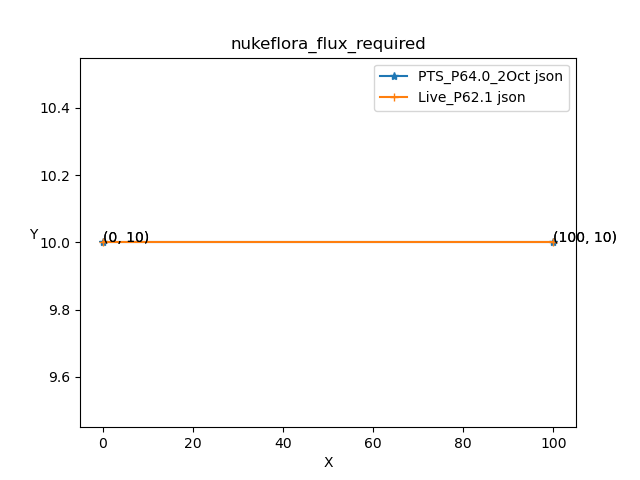 nukeflora_flux_required
PTS_P64.0_2Oct json
Live_P62.1 json
10.4
10.2
Y
10.0
9.8
9.6
(0, 10)
(100, 10)
0
20
40
60
80
100
X